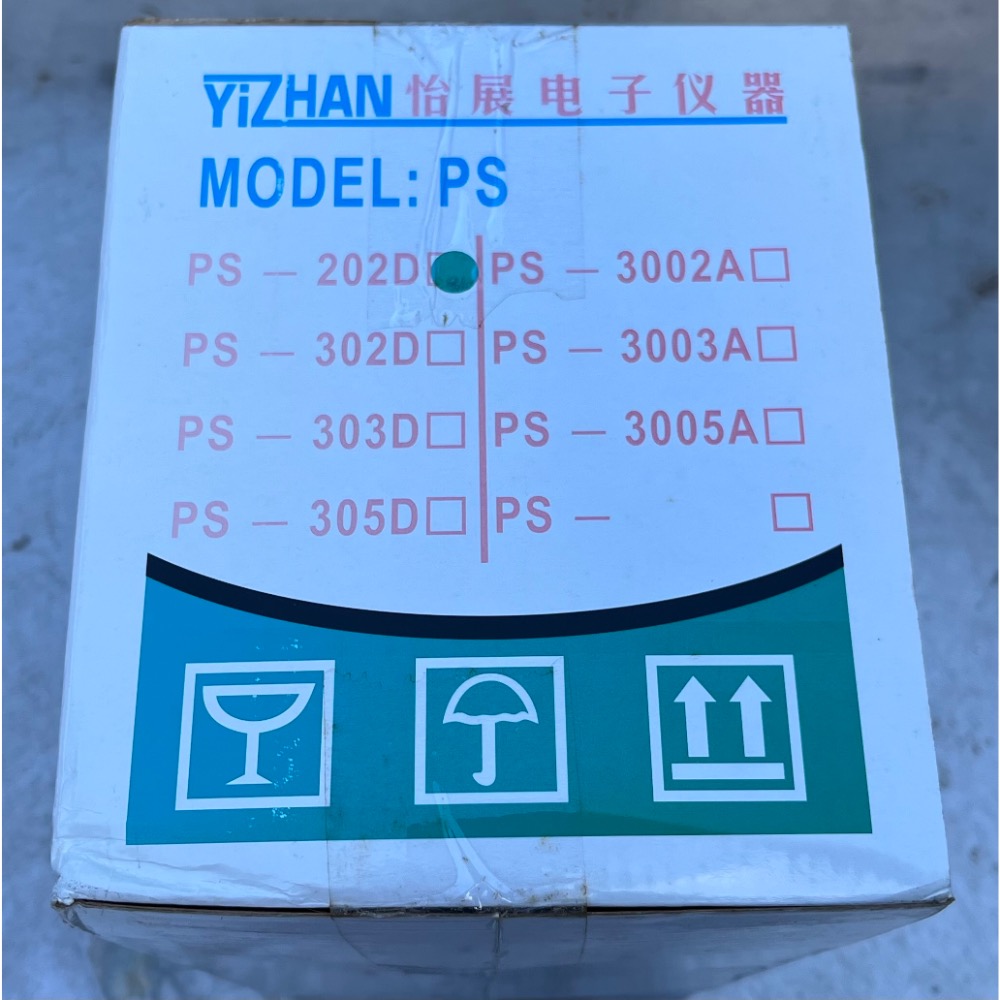 YiZHAN 怡展电子仪器
MODEL: PS
PS — 202D PS — 3002A
PS — 302D PS — 3003A
PS — 303D PS — 3005A
PS — 305D PS —